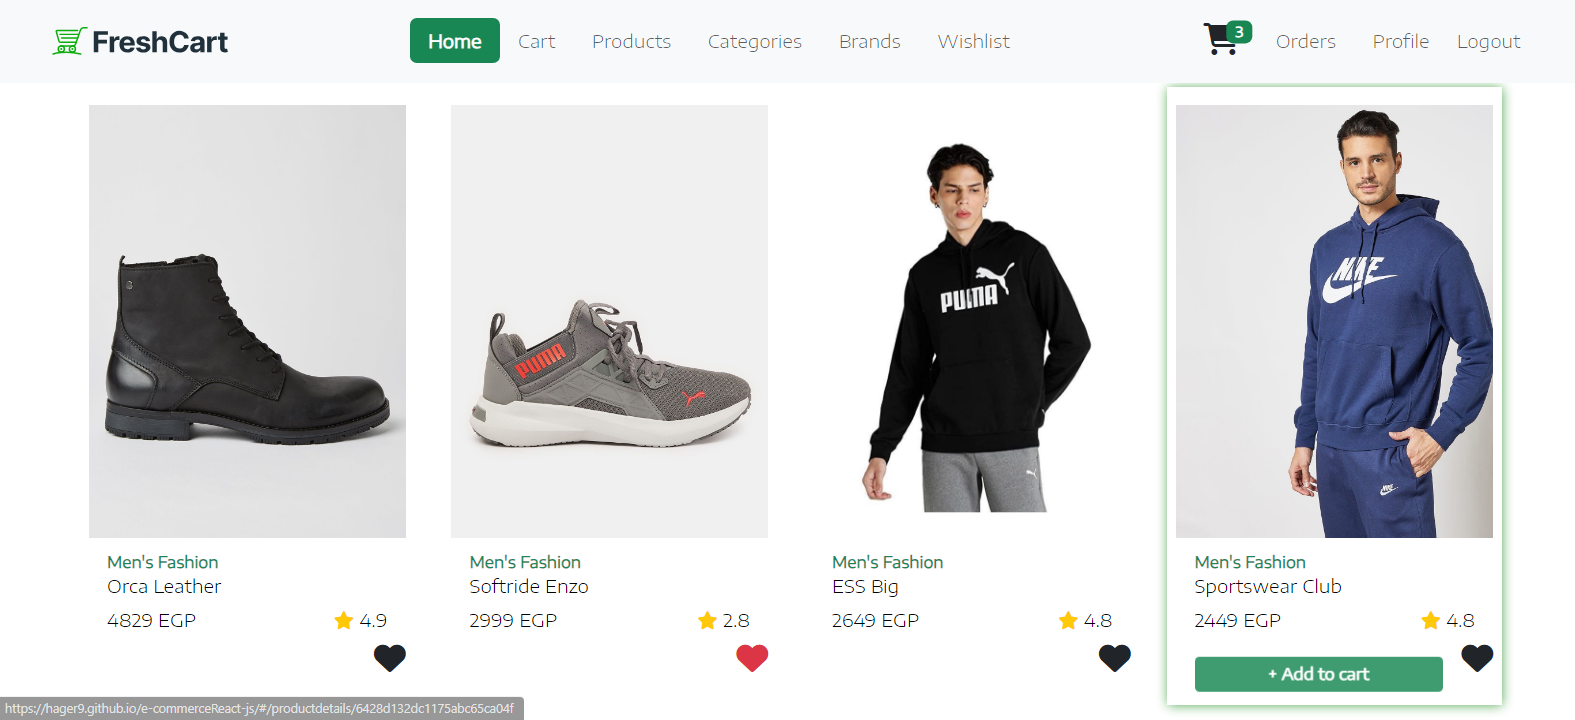 FreshCart
Home Cart Products Categories Brands Wishlist
3
Orders Profile Logout
PUMA
PUMA
NIKE
NIKE
Men's Fashion
Orca Leather
4829 EGP 4.9
Men's Fashion
Softride Enzo
2999 EGP 2.8
Men's Fashion
ESS Big
2649 EGP 4.8
Men's Fashion
Sportswear Club
2449 EGP 4.8
+ Add to cart
https://hager9.github.io/e-commerceReact-js/#/productdetails/6428d132dc1175abc65ca04f